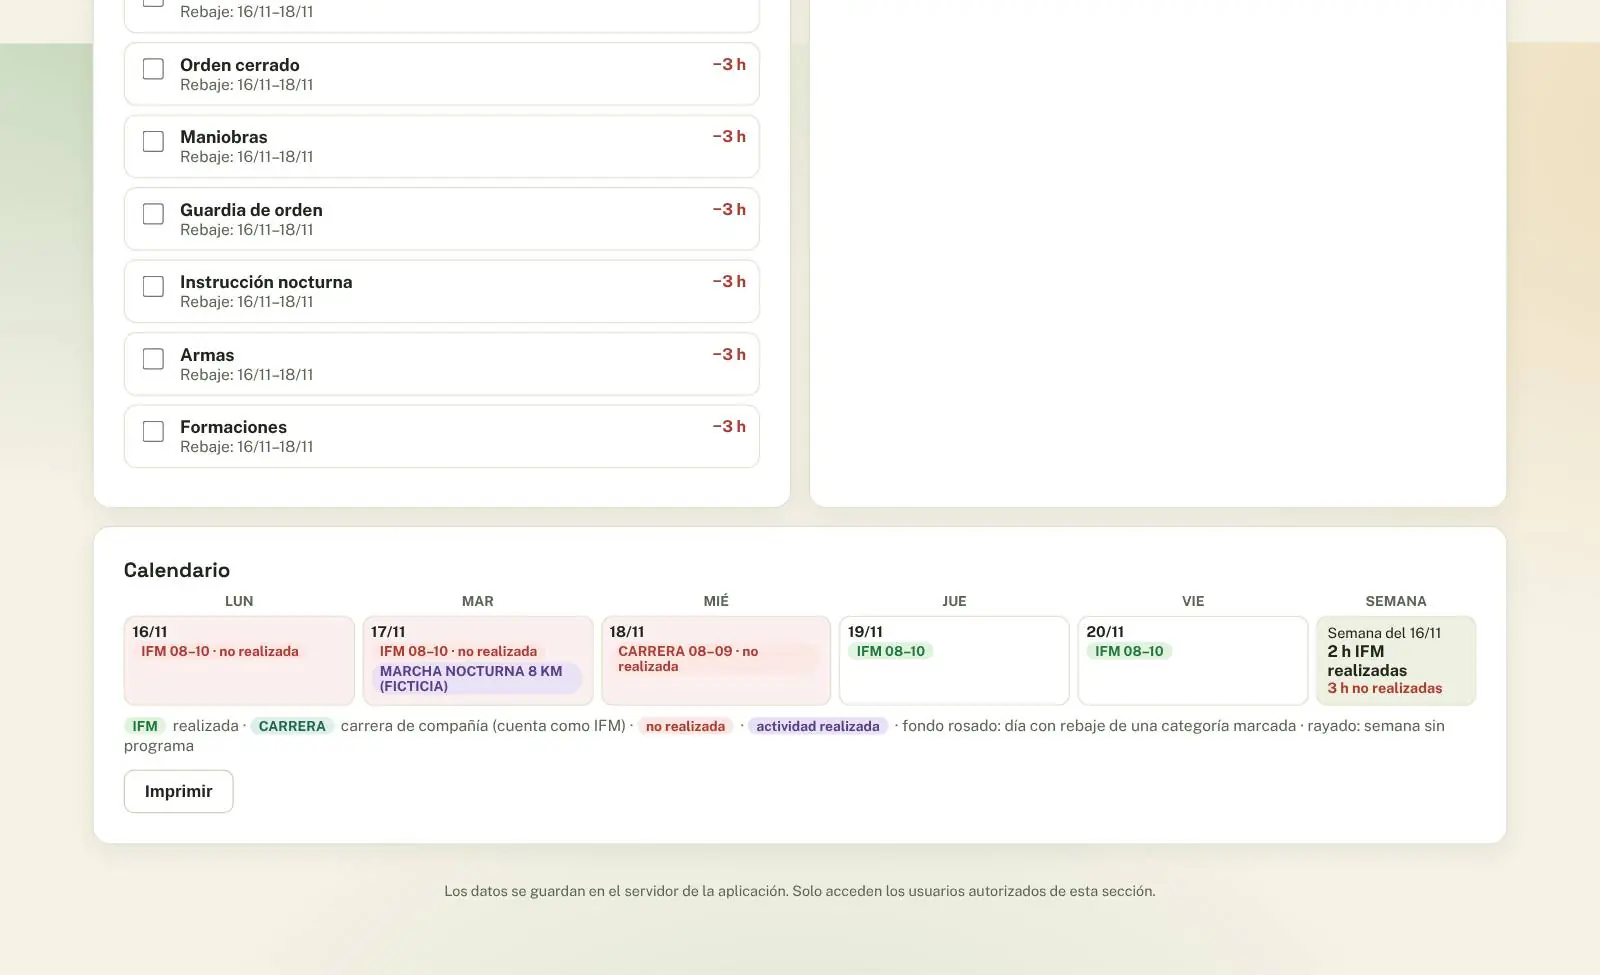 Rebaje: 16/11–18/11
Orden cerrado
−3 h
Rebaje: 16/11–18/11
Maniobras
−3 h
Rebaje: 16/11–18/11
Guardia de orden
−3 h
Rebaje: 16/11–18/11
Instrucción nocturna
−3 h
Rebaje: 16/11–18/11
Armas
−3 h
Rebaje: 16/11–18/11
Formaciones
−3 h
Rebaje: 16/11–18/11
Calendario
LUN
MAR
MIÉ
JUE
VIE
SEMANA
16/11
IFM 08–10 · no realizada
17/11
IFM 08–10 · no realizada
MARCHA NOCTURNA 8 KM
(FICTICIA)
18/11
CARRERA 08–09 · no
realizada
19/11
IFM 08–10
20/11
IFM 08–10
Semana del 16/11
2 h IFM
realizadas
3 h no realizadas
IFM realizada · CARRERA carrera de compañía (cuenta como IFM) · no realizada · actividad realizada · fondo rosado: día con rebaje de una categoría marcada · rayado: semana sin
programa
Imprimir
Los datos se guardan en el servidor de la aplicación. Solo acceden los usuarios autorizados de esta sección.